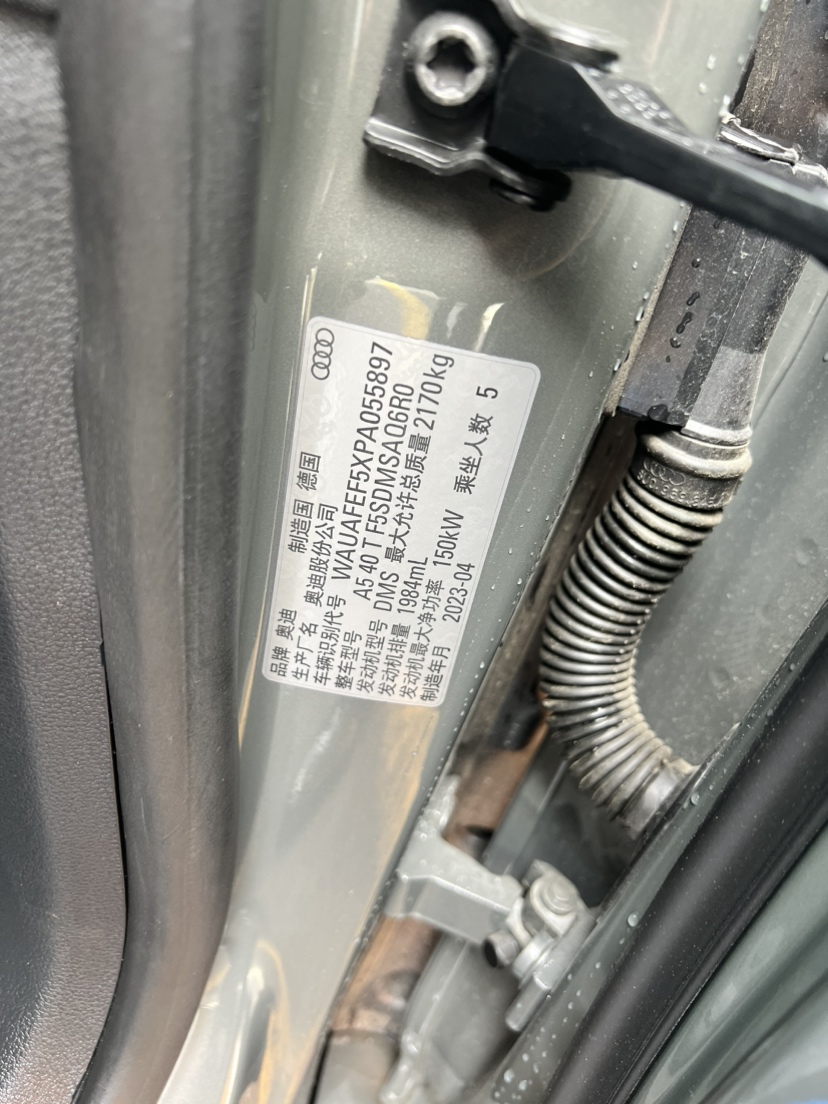 品牌 奥迪 制造国 德国
生产厂名 奥迪股份公司
车辆识别代号 WAUAFEF5XPA055897
整车型号 A5 40 T F5SDMSAQ6R0
发动机型号 DMS 最大允许总质量 2170kg
发动机排量 1984mL
发动机最大净功率 150kW 乘坐人数 5
制造年月 2023-04